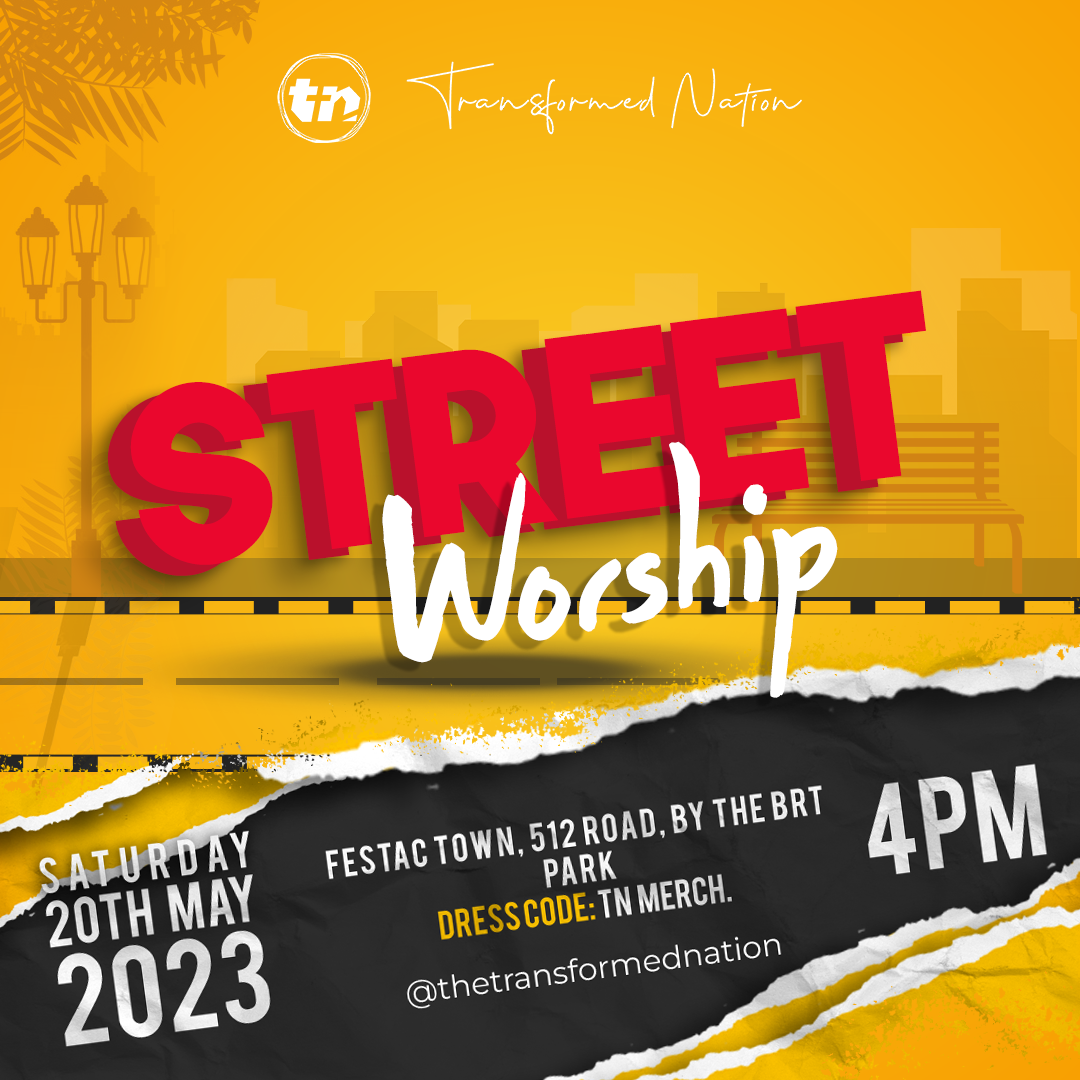 tn
Transformed Nation
STREET
Worship
SATURDAY
20TH MAY
2023
FESTAC TOWN, 512 ROAD, BY THE BRT
PARK
DRESS CODE: TN MERCH.
@thetransformednation
4PM